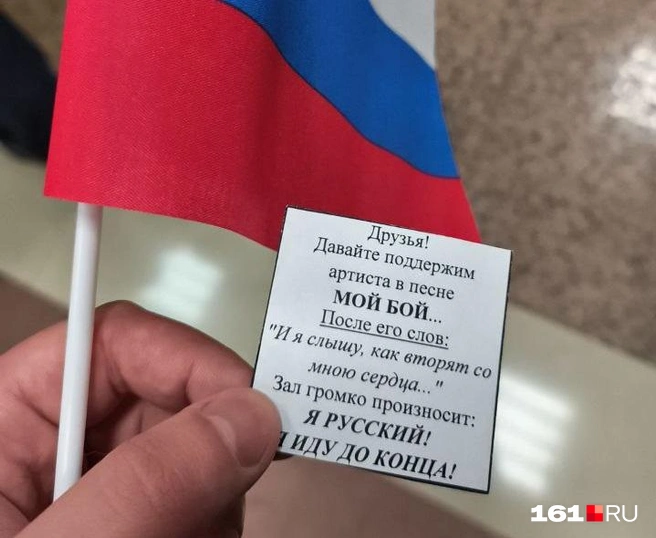 Друзья!
Давайте поддержим
артиста в песне
МОЙ БОЙ...
После его слов:
"И я слышу, как вторят со
мною сердца..."
Зал громко произносит:
Я РУССКИЙ!
Я ИДУ ДО КОНЦА!
161.RU